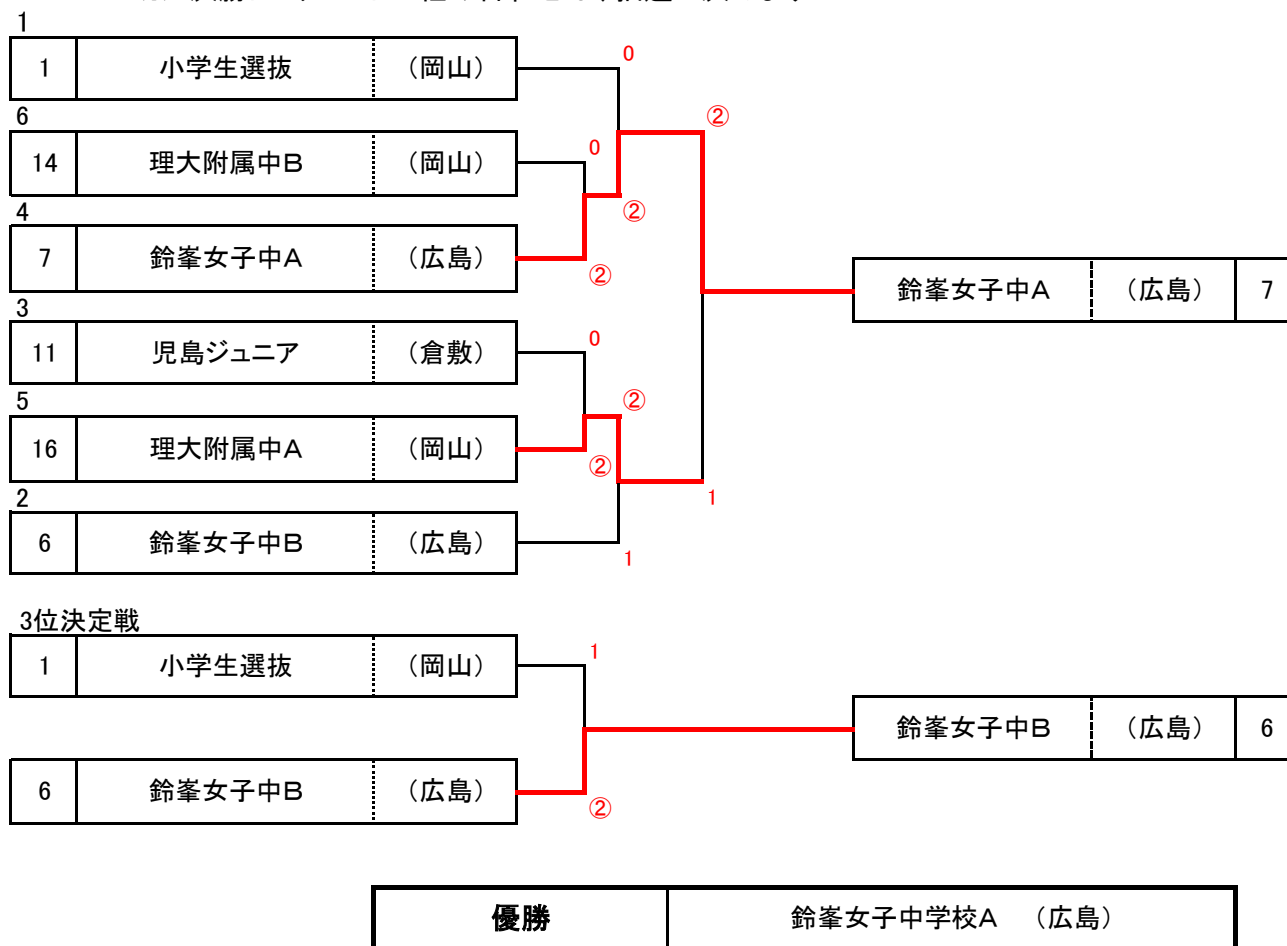 1
1 小学生選抜 （岡山）
0
6
②
14 理大附属中B （岡山）
0
4
②
7 鈴峯女子中A （広島）
②
鈴峯女子中A （広島） 7
3
11 児島ジュニア （倉敷）
0
5
②
16 理大附属中A （岡山）
②
2
1
6 鈴峯女子中B （広島）
1
3位決定戦
1 小学生選抜 （岡山）
1
鈴峯女子中B （広島） 6
6 鈴峯女子中B （広島）
②
優勝 鈴峯女子中学校A （広島）